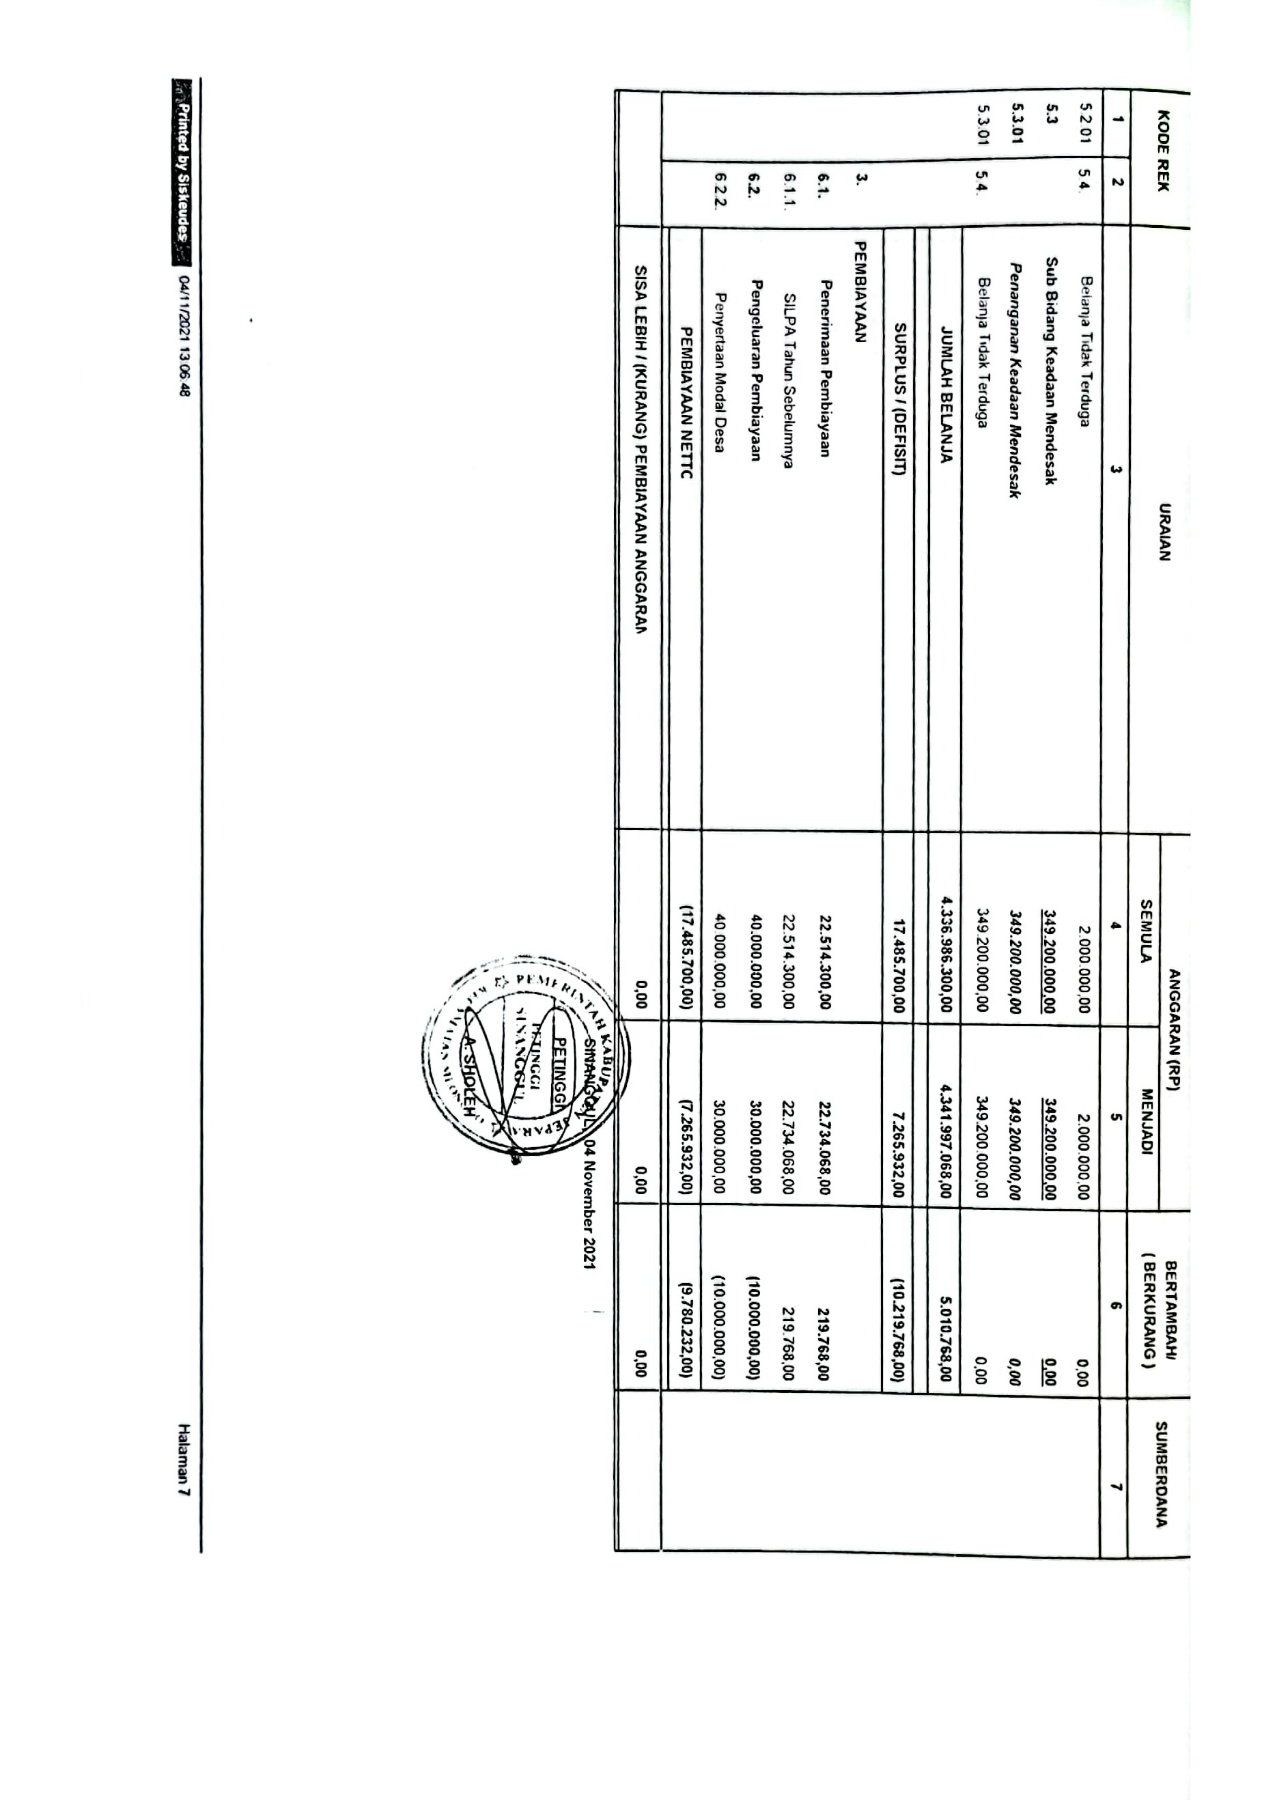 KODE REK URAIAN ANGGARAN (RP) BERTAMBAH/ ( BERKURANG ) SUMBERDANA
SEMULA MENJADI
1 2 3 4 5 6 7
5.2 01 5 4. Belanja Tidak Terduga 2.000.000,00 2.000.000,00 0,00
5.3 Sub Bidang Keadaan Mendesak 349.200.000,00 349.200.000,00 0,00
5.3.01 Penanganan Keadaan Mendesak 349.200.000,00 349.200.000,00 0,00
5.3.01 5.4. Belanja Tidak Terduga 349.200.000,00 349.200.000,00 0,00
JUMLAH BELANJA 4.336.986.300,00 4.341.997.068,00 5.010.768,00
SURPLUS / (DEFISIT) 17.485.700,00 7.265.932,00 (10.219.768,00)
3. PEMBIAYAAN
6.1. Penerimaan Pembiayaan 22.514.300,00 22.734.068,00 219.768,00
6.1.1. SILPA Tahun Sebelumnya 22.514.300,00 22.734.068,00 219.768,00
6.2. Pengeluaran Pembiayaan 40.000.000,00 30.000.000,00 (10.000.000,00)
6.2.2. Penyertaan Modal Desa 40.000.000,00 30.000.000,00 (10.000.000,00)
PEMBIAYAAN NETTC (17.485.700,00) (7.265.932,00) (9.780.232,00)
SISA LEBIH / (KURANG) PEMBIAYAAN ANGGARAN 0,00 0,00 0,00
SINANGGUL, 04 November 2021
PETINGGI
PEMERINTAH KABUPATEN JEPARA
PETINGGI
SINANGGUL
A. SHOLEH
Printed by Siskeudes 04/11/2021 13:06:48 Halaman 7